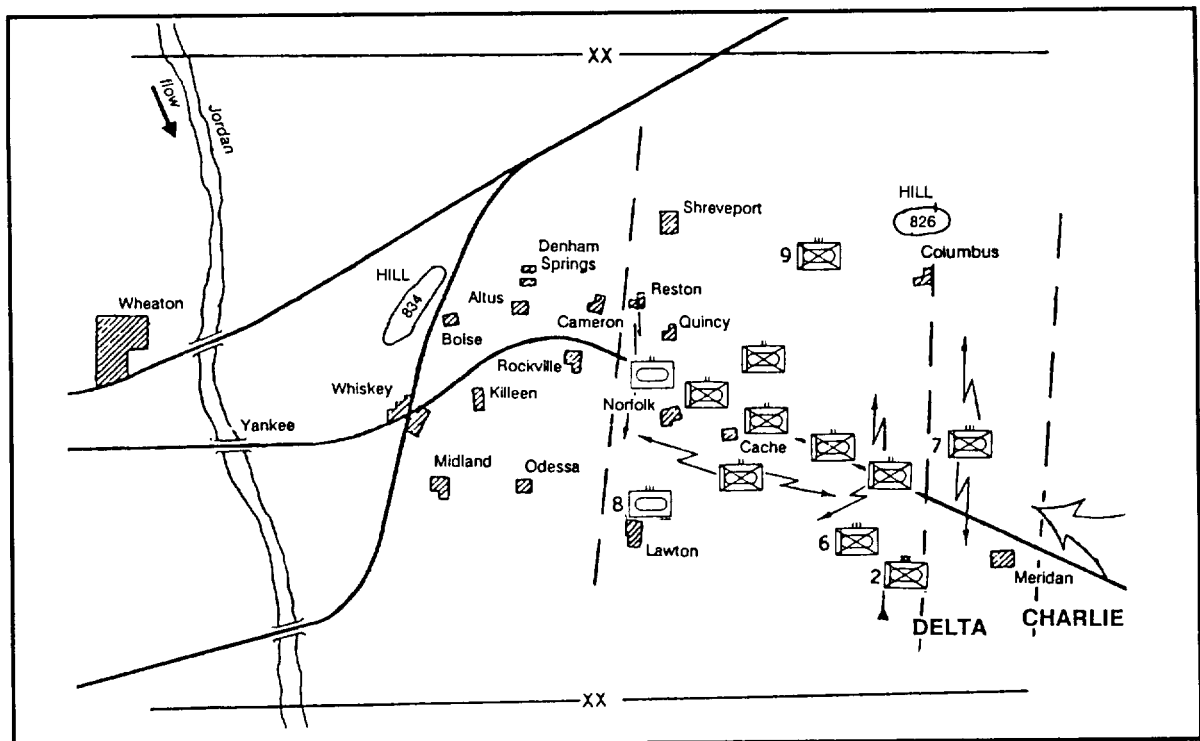 XX
flow
Jordan
HILL
826
Shreveport
Columbus
9
Denham
Springs
HILL
834
Altus
Reston
Wheaton
Boise
Cameron
Quincy
Rockville
Whiskey
Killeen
Norfolk
Yankee
Cache
7
Midland
Odessa
8
Lawton
6
2
Meridan
DELTA
CHARLIE
XX